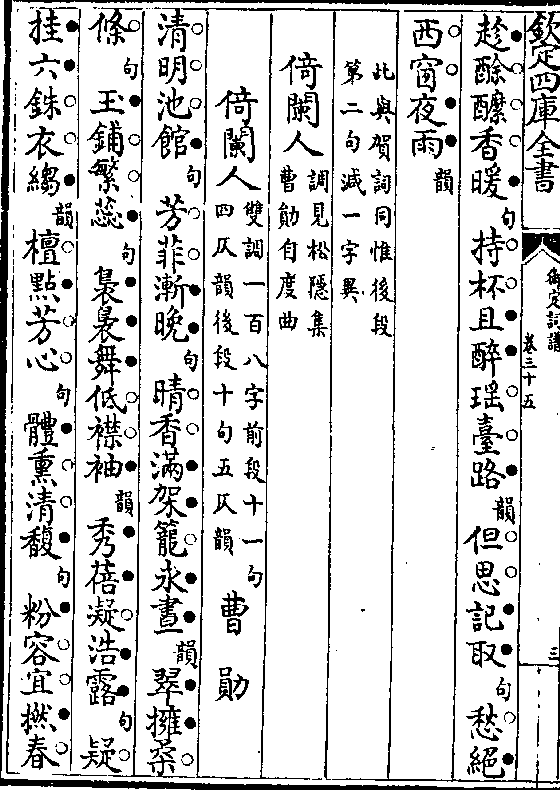 欽定四庫全書
御定詞譜
卷三十五
三
趁酴醿香暖句持杯且醉瑶臺路韻但思記取句愁絕
西窗夜雨韻
此與賀詞同惟後段
第二句減一字異
倚闌人
調見松隱集
曹勛自度曲
倚闌人
雙調一百八字前段十一句
四仄韻後段十句五仄韻
曹勛
清明池館句芳菲漸晚句晴香滿架籠永晝韻翠擁柔
條句玉鋪繁蕊句裊裊舞低襟袖韻秀蓓凝浩露句疑
挂六銖衣縐韻檀點芳心句體熏清馥句粉容宜撚春